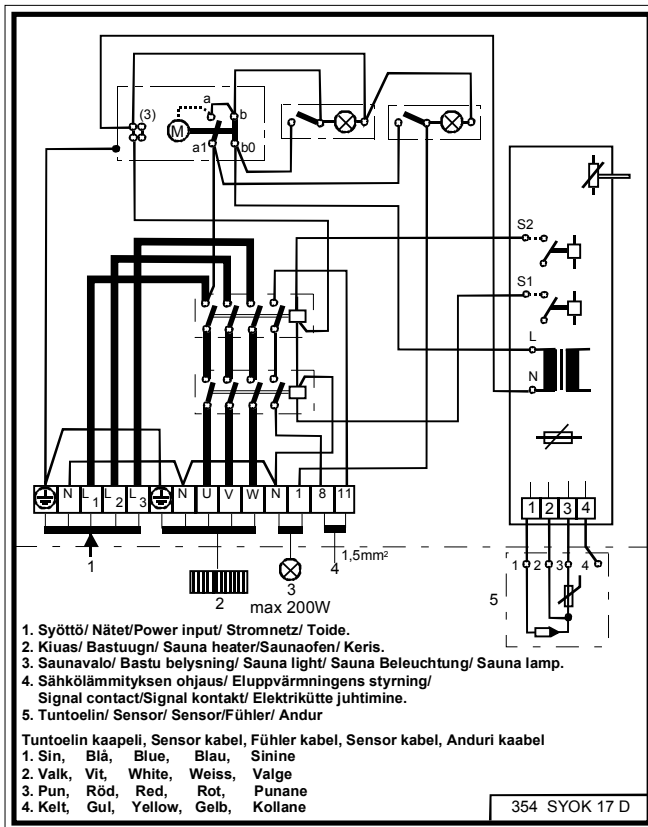 (3)
a
b
M
a1
b0
S2
S1
L
N
N L1 L2 L3 N U V W N 1 8 11
1 2 3 4
1,5mm²
1
2
3
4
max 200W
5
1 2 3 4
1. Syöttö/ Nätet/Power input/ Stromnetz/ Toide.
2. Kiuas/ Bastuugn/ Sauna heater/Saunaofen/ Keris.
3. Saunavalo/ Bastu belysning/ Sauna light/ Sauna Beleuchtung/ Sauna lamp.
4. Sähkölämmityksen ohjaus/ Eluppvärmningens styrning/
Signal contact/Signal kontakt/ Elektrikütte juhtimine.
5. Tuntoelin/ Sensor/ Sensor/Fühler/ Andur
Tuntoelin kaapeli, Sensor kabel, Fühler kabel, Sensor kabel, Anduri kaabel
1. Sin, Blå, Blue, Blau, Sinine
2. Valk, Vit, White, Weiss, Valge
3. Pun, Röd, Red, Rot, Punane
4. Kelt, Gul, Yellow, Gelb, Kollane
354 SYOK 17 D